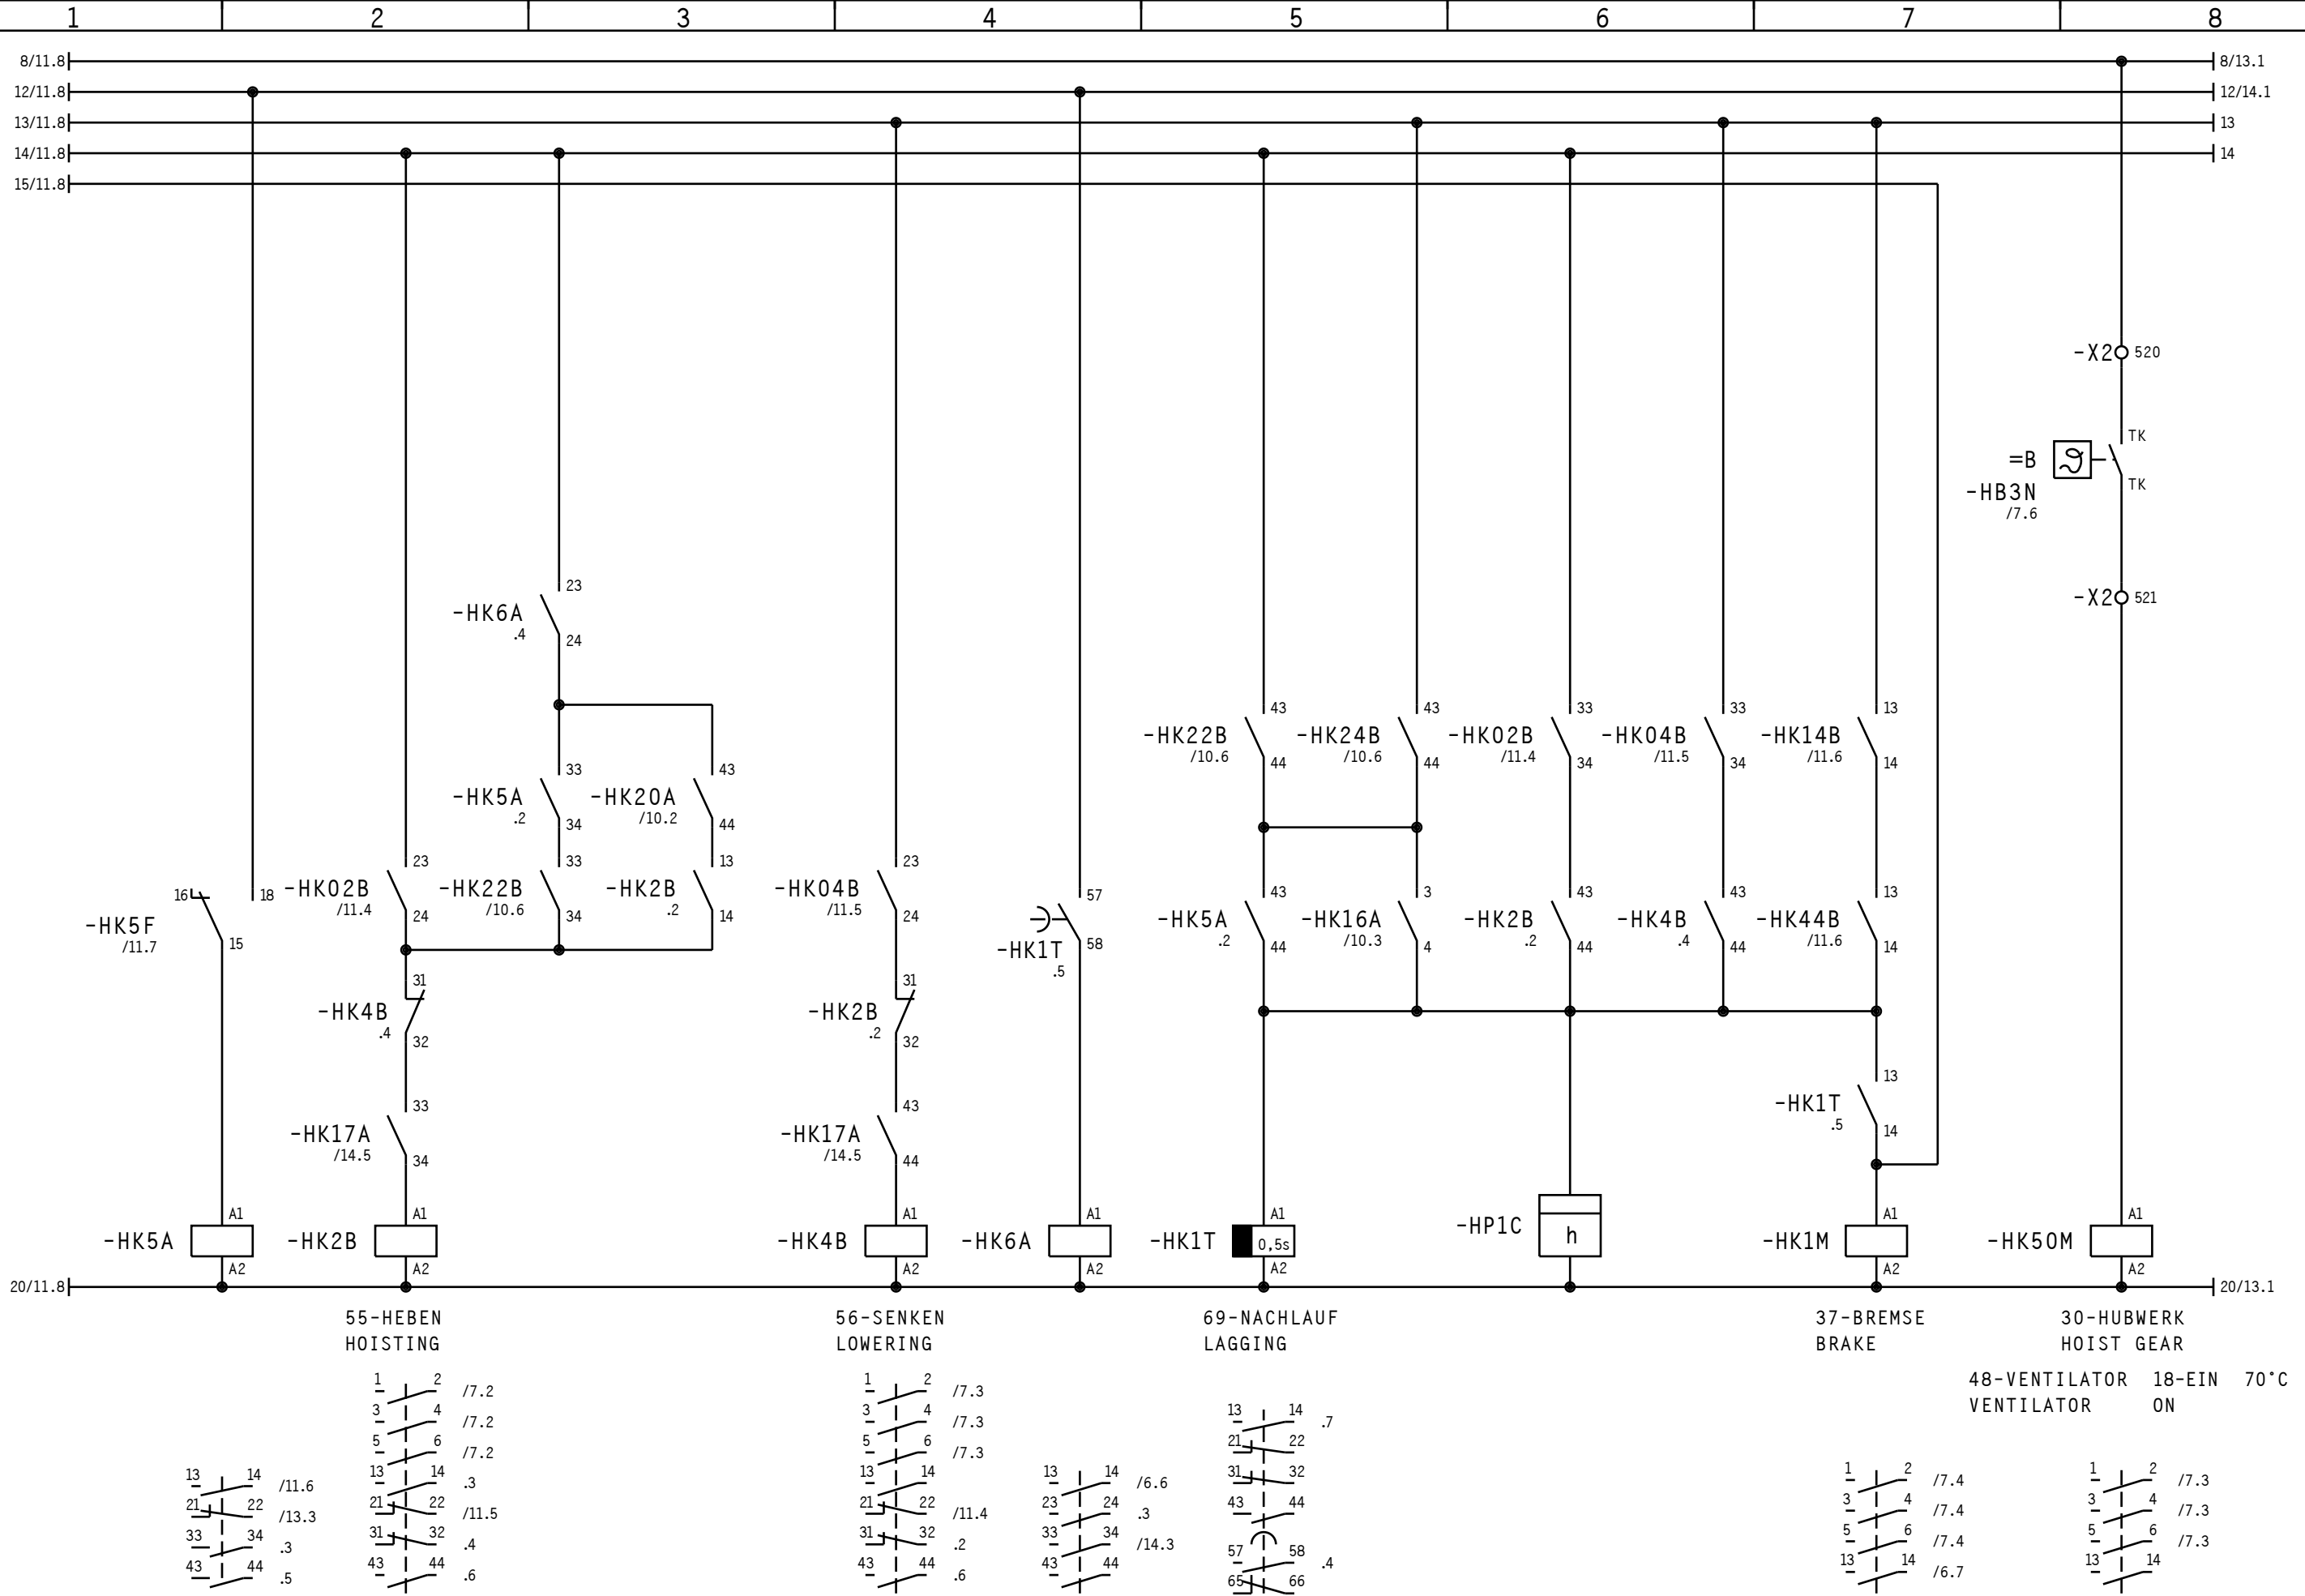 1 2 3 4 5 6 7 8
8/11.8 8/13.1
12/11.8 12/14.1
13/11.8 13
14/11.8 14
15/11.8
-X2 520
TK
=B
TK
-HB3N
/7.6
23
-X2 521
-HK6A
.4
24
43 43 33 33 13
-HK22B -HK24B -HK02B -HK04B -HK14B
/10.6 /10.6 /11.4 /11.5 /11.6
44 44 34 34 14
33 43
-HK5A -HK20A
.2 /10.2
34 44
23 33 13 23
16 18 -HK02B -HK22B -HK2B -HK04B
/11.4 /10.6 .2 /11.5
24 34 14 24
57 43 3 43 43 13
-HK5F
/11.7
15
-HK1T
.5
58
-HK5A -HK16A -HK2B -HK4B -HK44B
.2 /10.3 .2 .4 /11.6
44 4 44 44 14
31 31
-HK4B -HK2B
.4 .2
32 32
13
-HK1T
.5
14
33 43
-HK17A -HK17A
/14.5 /14.5
34 44
A1 A1 A1 A1 A1 A1 A1
-HK5A -HK2B -HK4B -HK6A -HK1T 0,5s -HP1C h -HK1M -HK50M
A2 A2 A2 A2 A2 A2 A2
20/11.8 20/13.1
55-HEBEN 56-SENKEN 69-NACHLAUF 37-BREMSE 30-HUBWERK
HOISTING LOWERING LAGGING BRAKE HOIST GEAR
48-VENTILATOR 18-EIN 70°C
VENTILATOR ON
13 14 /11.6
21 22 /13.3
33 34 .3
43 44 .5
1 2 /7.2
3 4 /7.2
5 6 /7.2
13 14 .3
21 22 /11.5
31 32 .4
43 44 .6
1 2 /7.3
3 4 /7.3
5 6 /7.3
13 14
21 22 /11.4
31 32 .2
43 44 .6
13 14 /6.6
23 24 .3
33 34 /14.3
43 44
13 14 .7
21 22
31 32
43 44
57 58 .4
65 66
1 2 /7.4
3 4 /7.4
5 6 /7.4
13 14 /6.7
1 2 /7.3
3 4 /7.3
5 6 /7.3
13 14